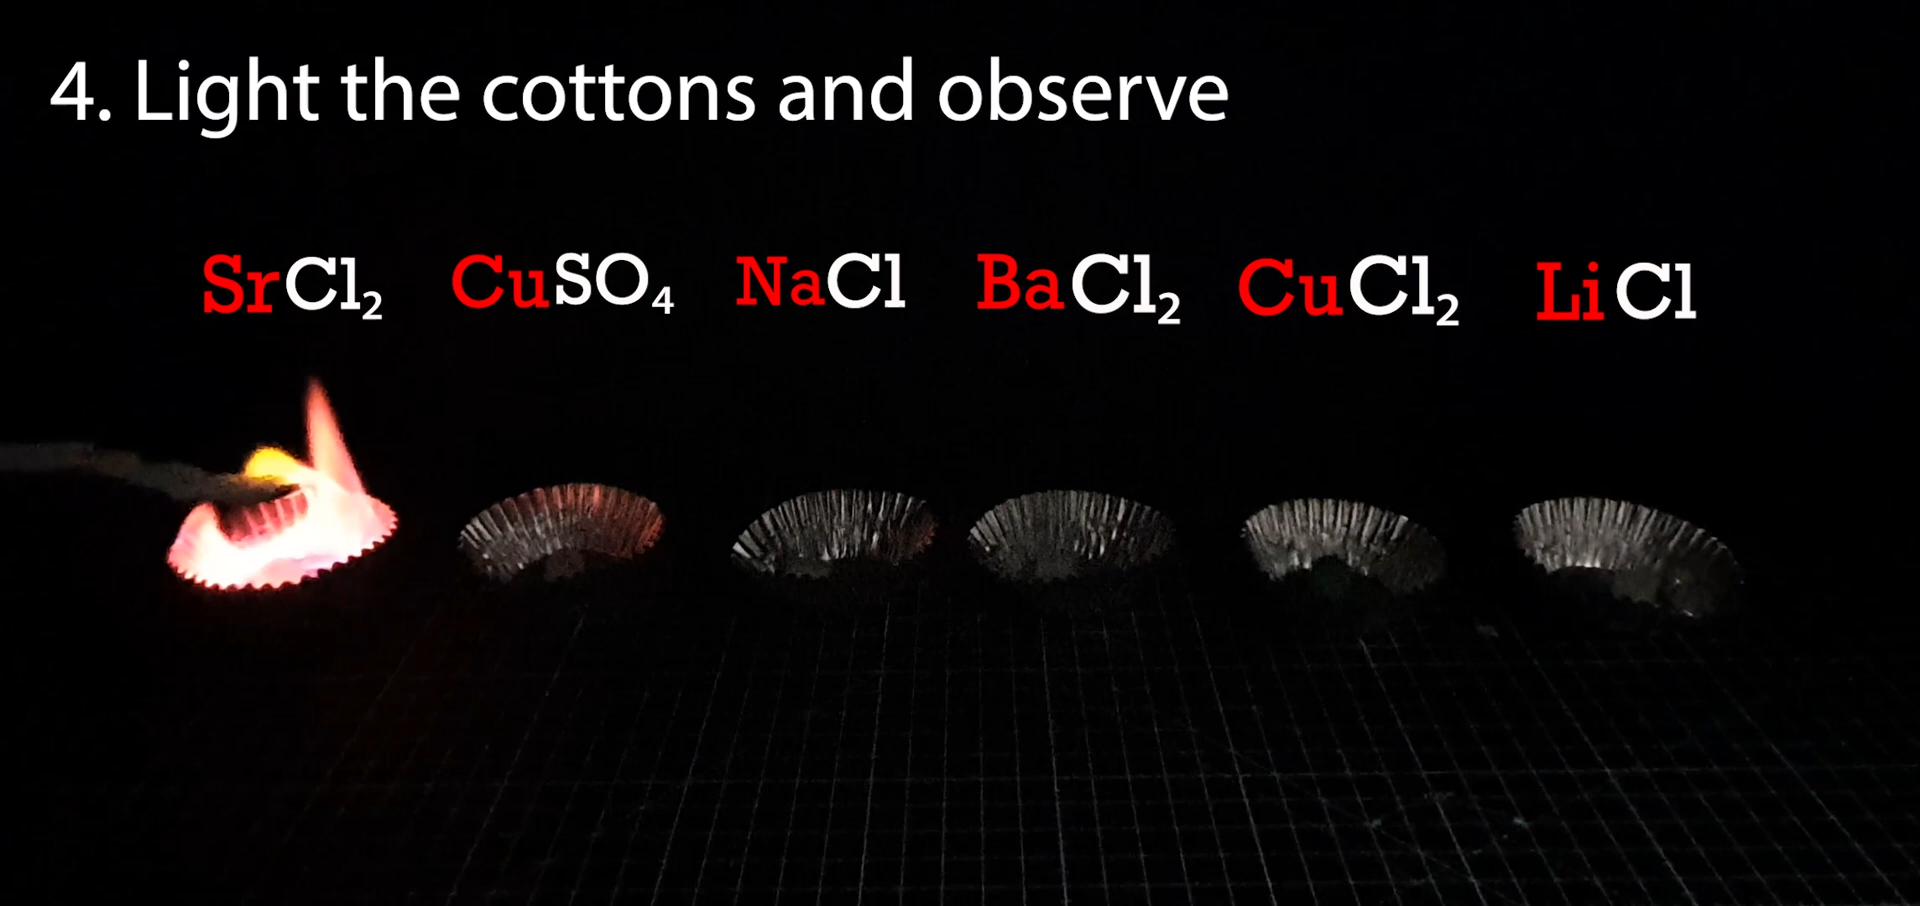 4. Light the cottons and observe
SrCl₂ CuSO₄ NaCl BaCl₂ CuCl₂ LiCl